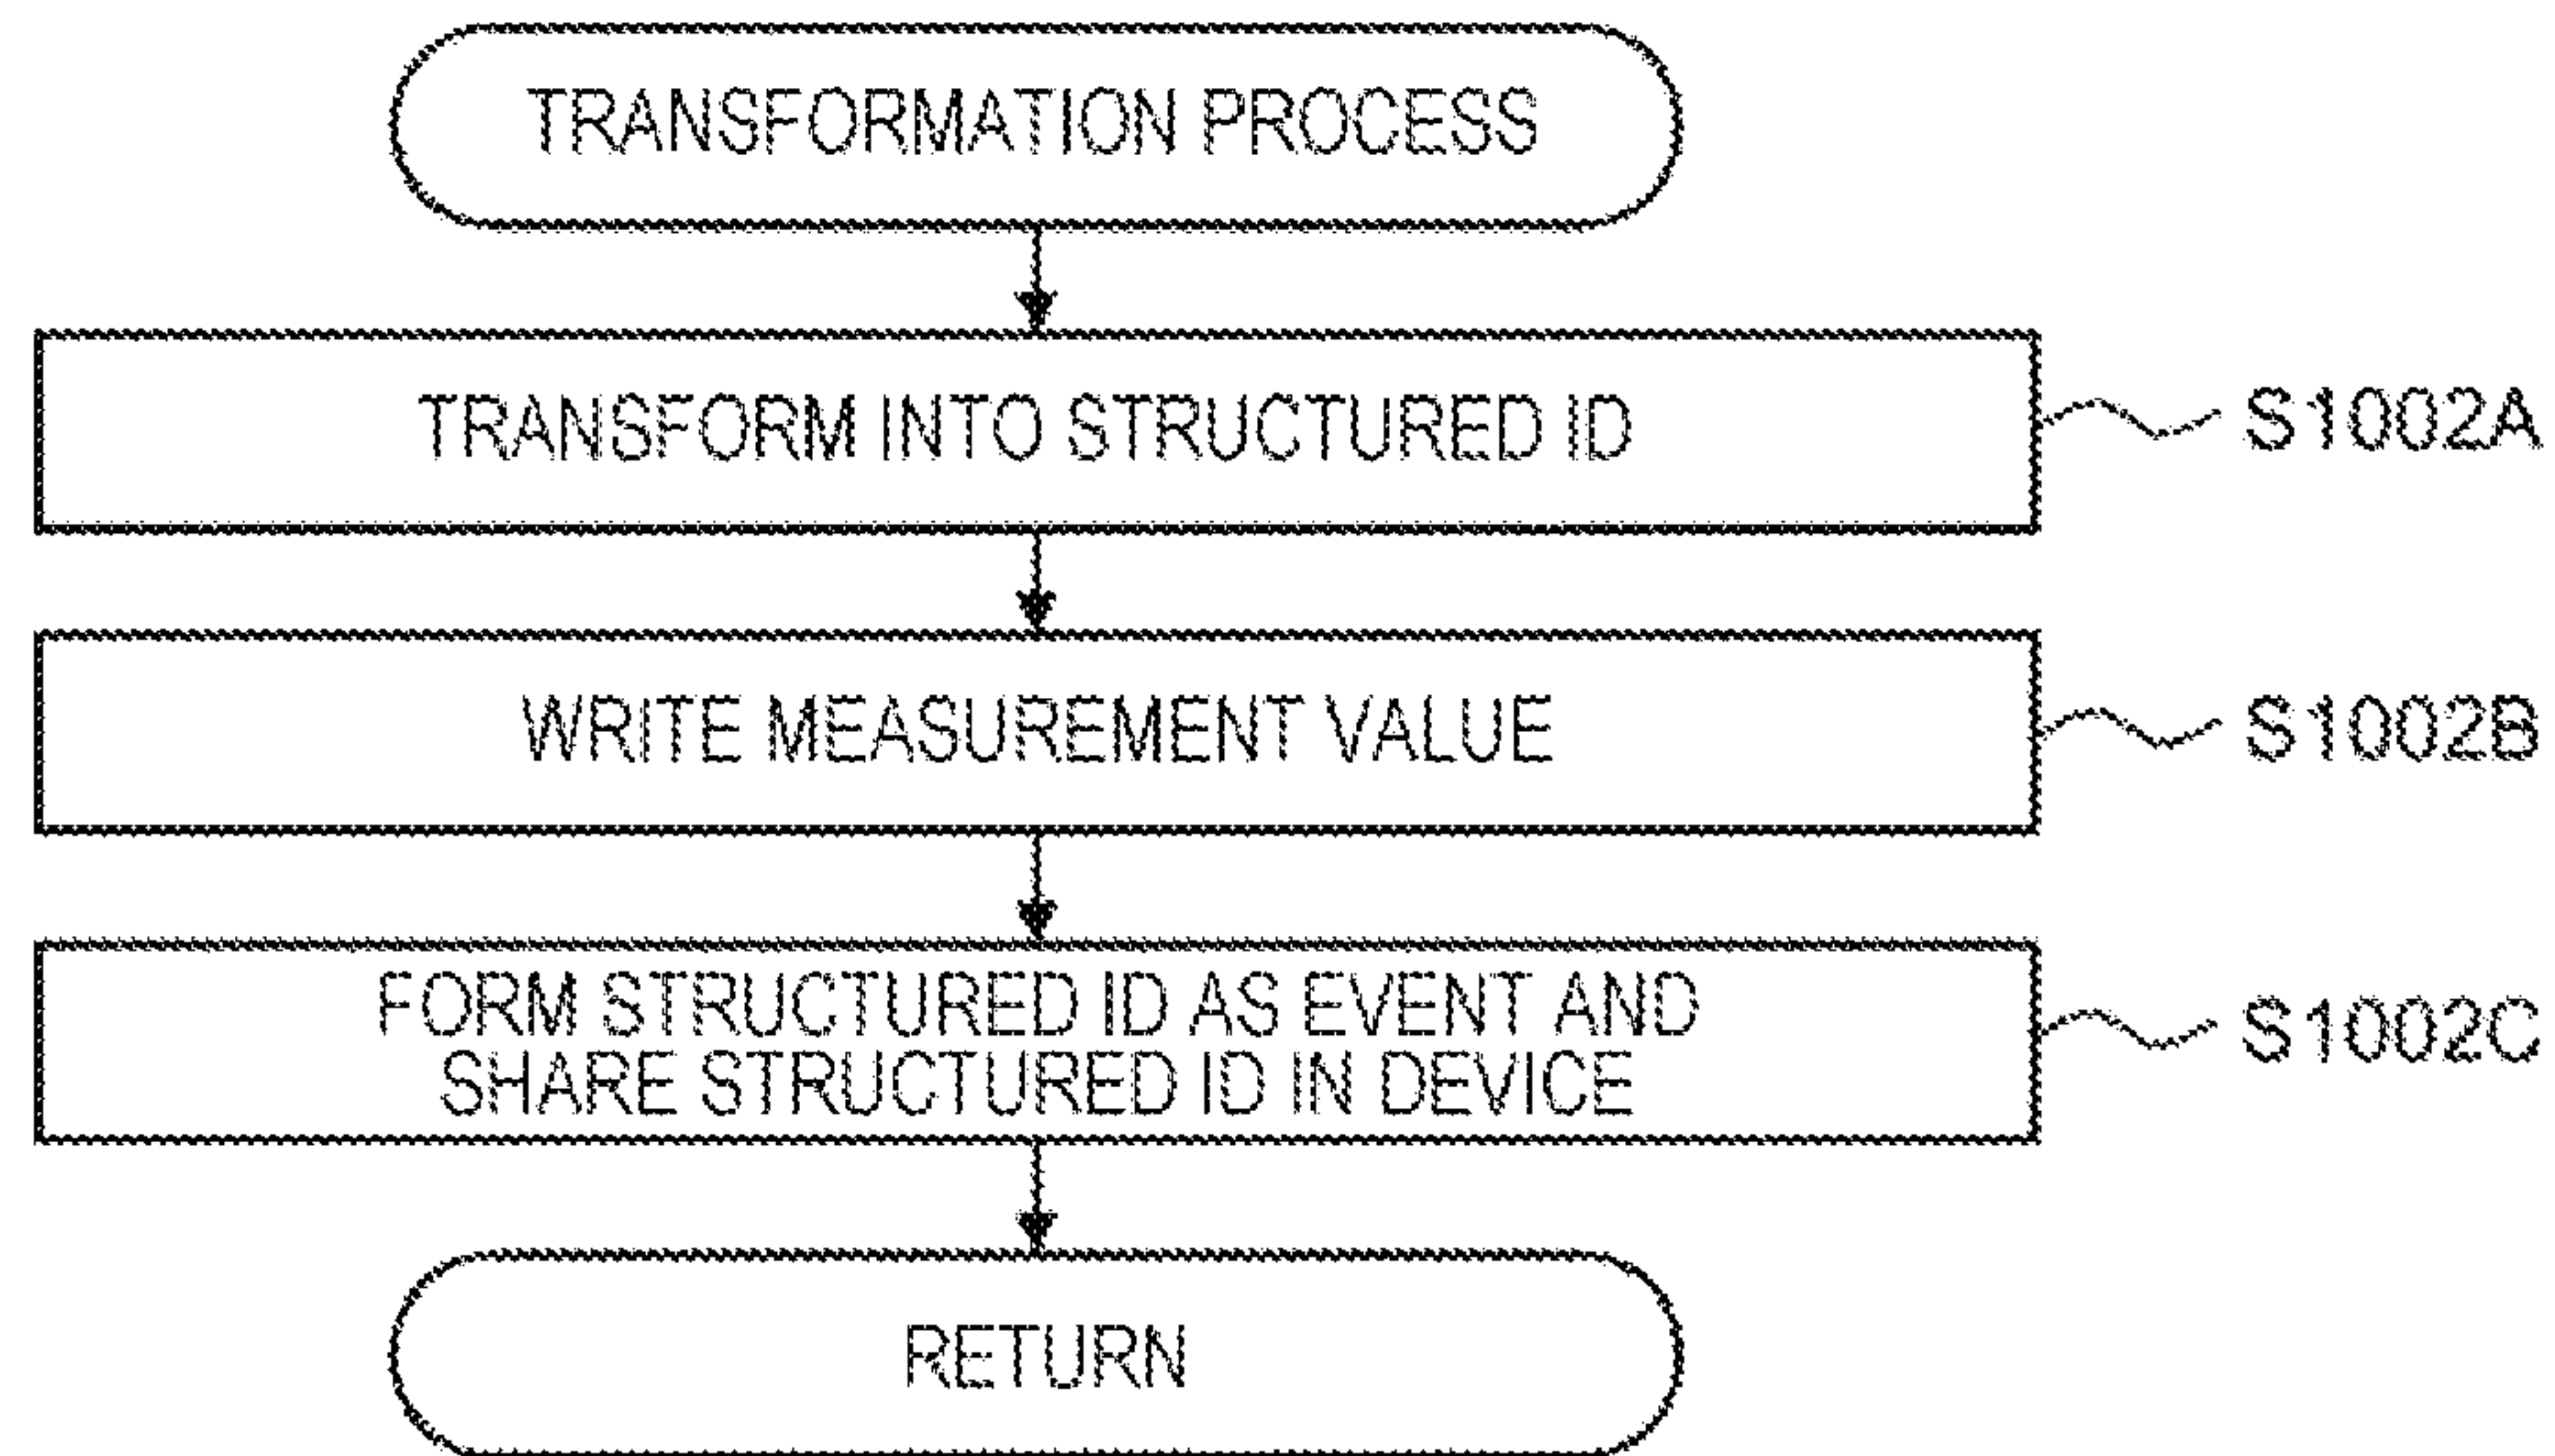 TRANSFORMATION PROCESS
TRANSFORM INTO STRUCTURED ID
S1002A
WRITE MEASUREMENT VALUE
S1002B
FORM STRUCTURED ID AS EVENT AND
SHARE STRUCTURED ID IN DEVICE
S1002C
RETURN